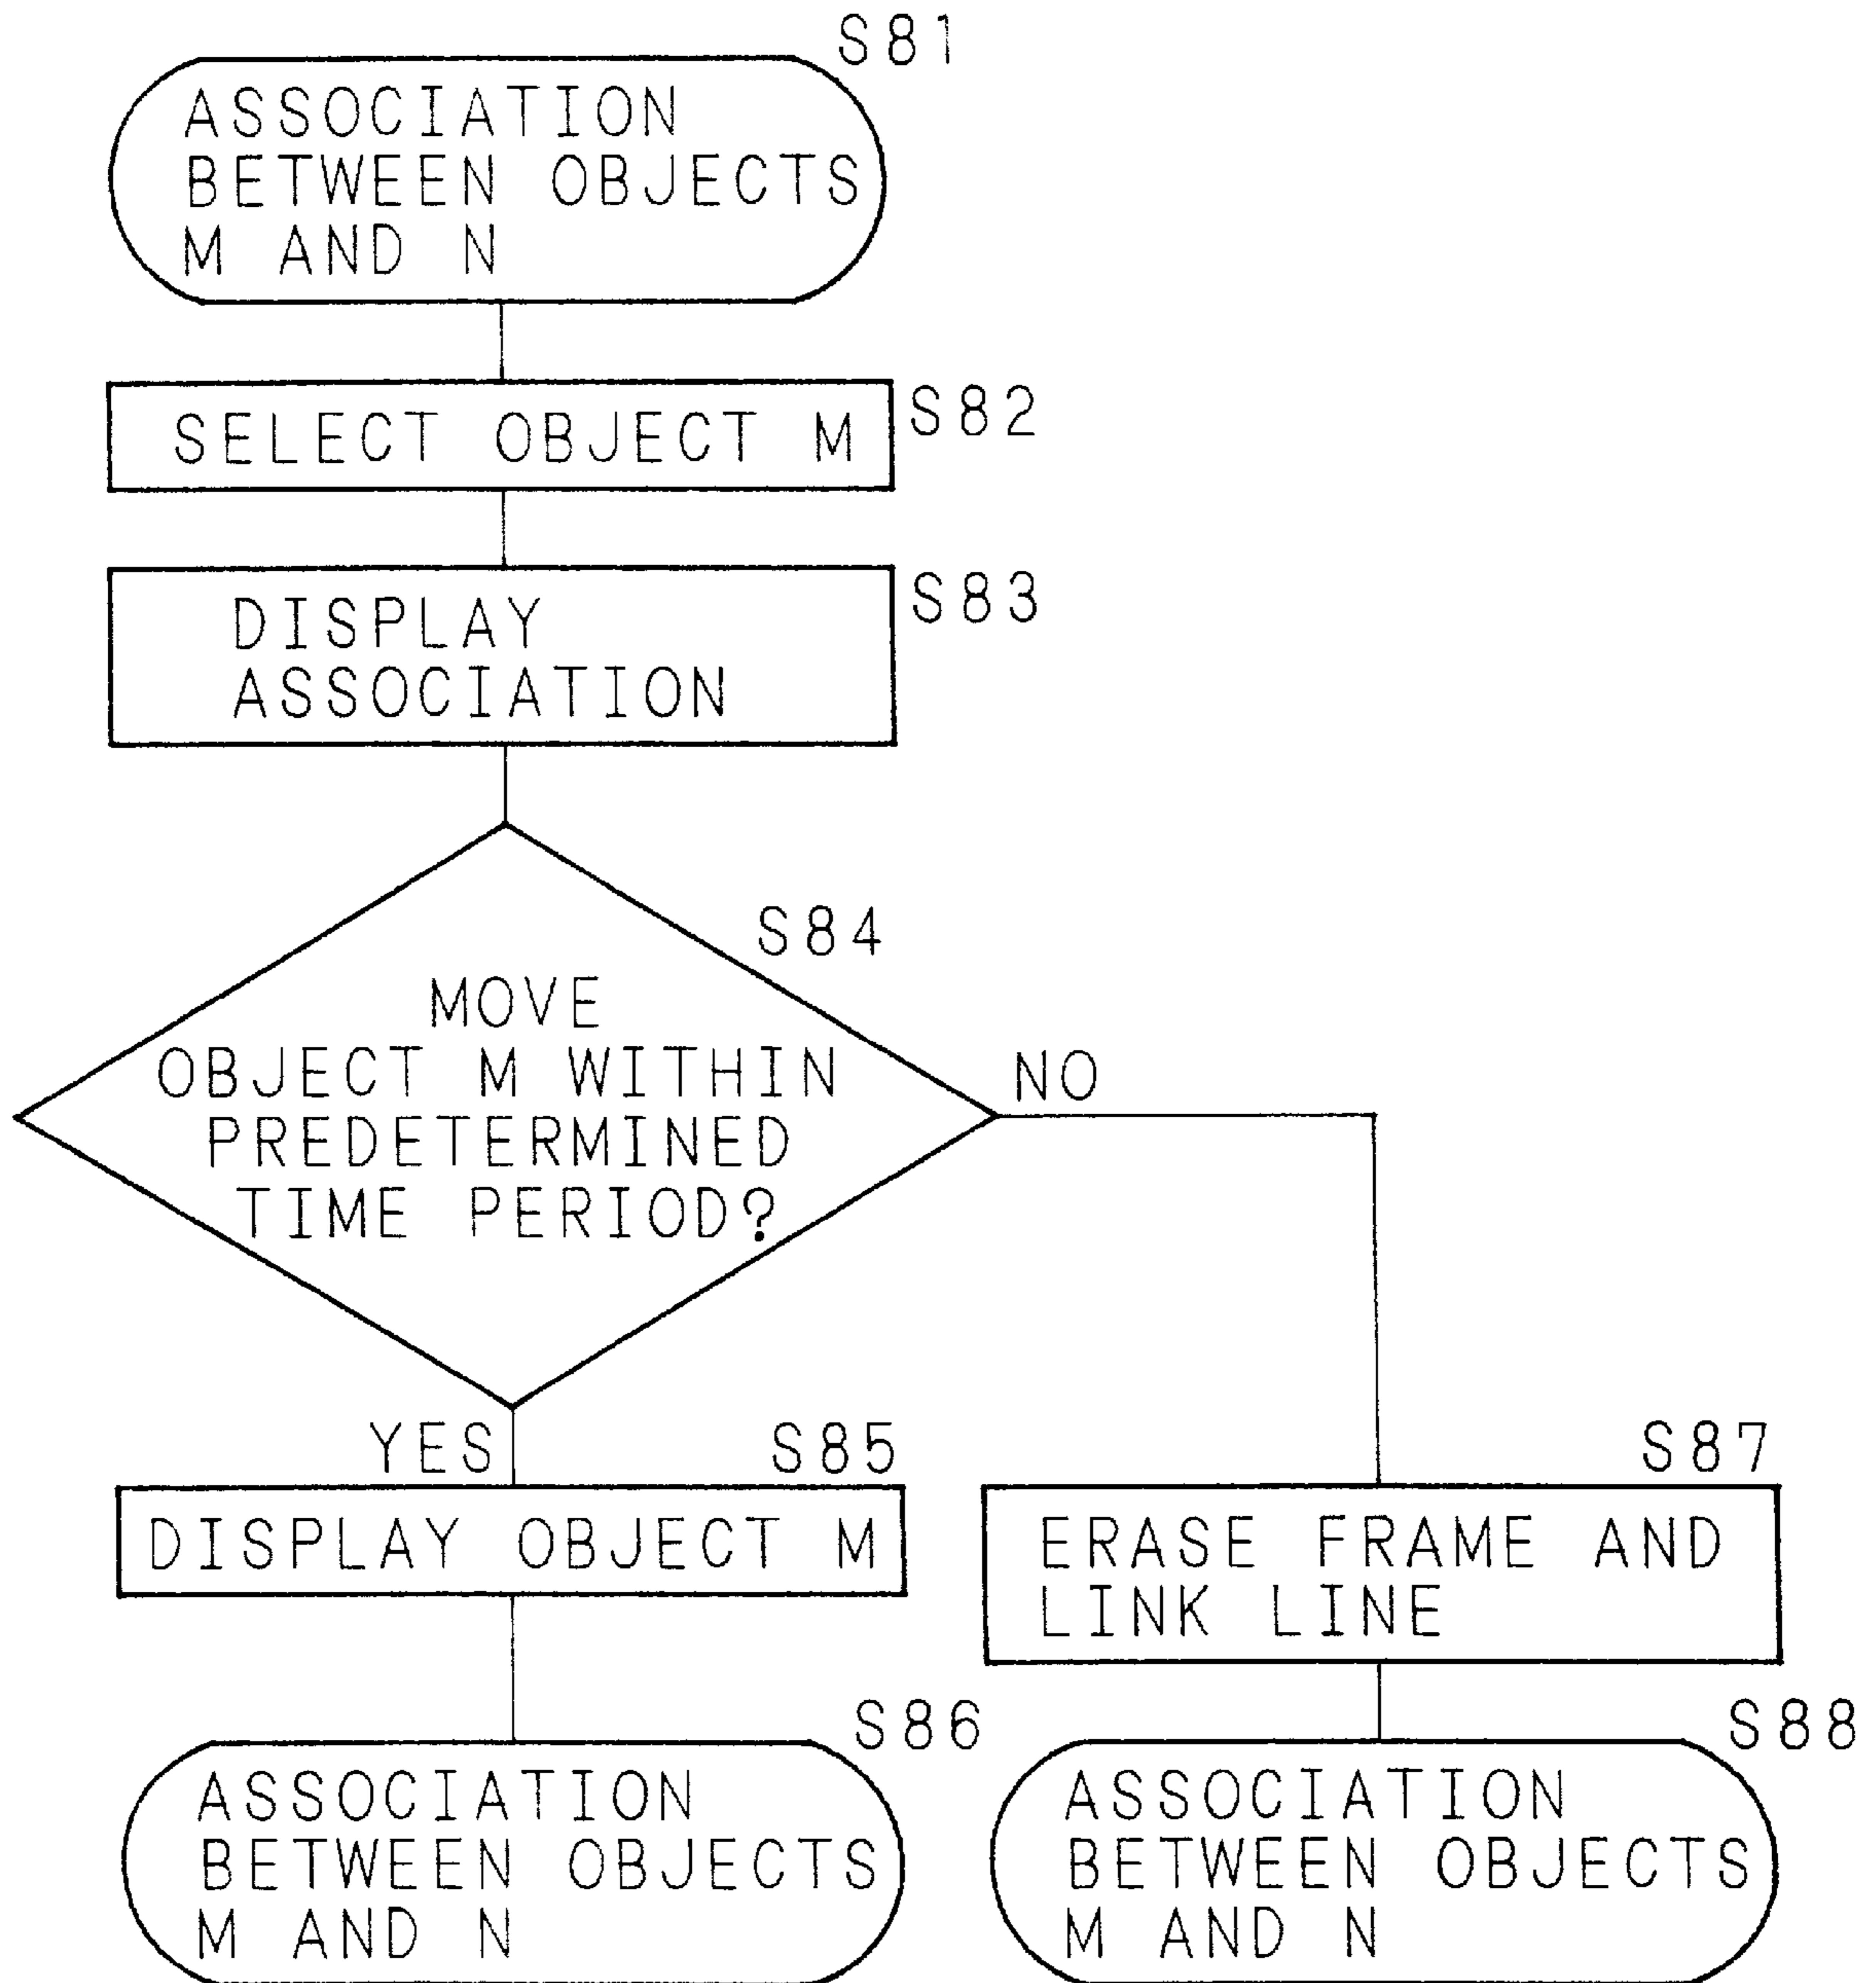 S81
ASSOCIATION
BETWEEN OBJECTS
M AND N
SELECT OBJECT M
S82
DISPLAY
ASSOCIATION
S83
S84
MOVE
OBJECT M WITHIN
PREDETERMINED
TIME PERIOD?
NO
YES
S85
DISPLAY OBJECT M
S87
ERASE FRAME AND
LINK LINE
S86
ASSOCIATION
BETWEEN OBJECTS
M AND N
S88
ASSOCIATION
BETWEEN OBJECTS
M AND N